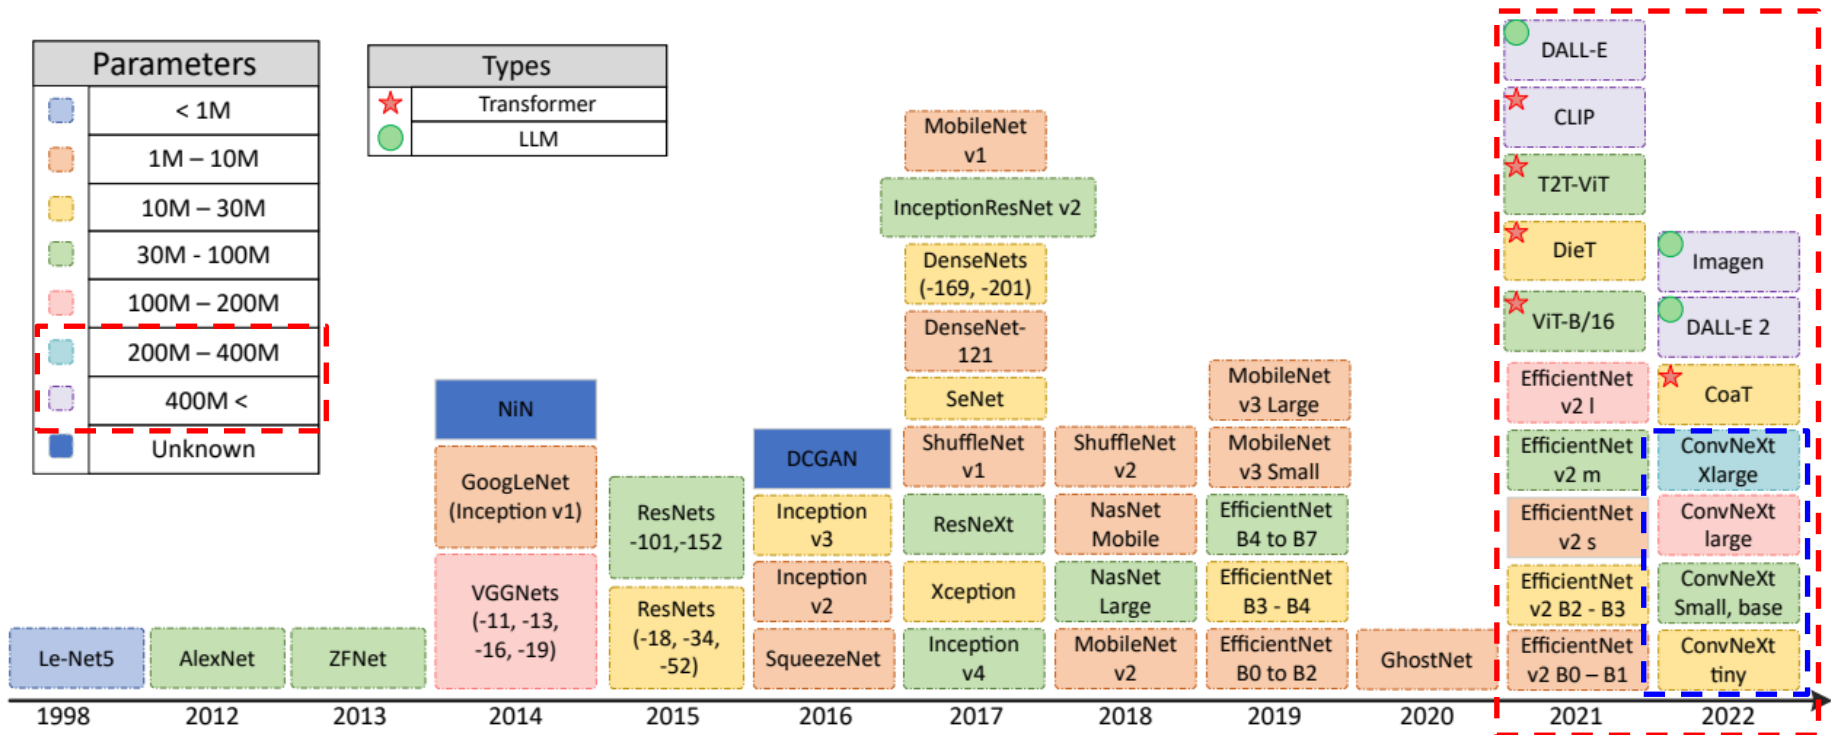 Parameters
< 1M
1M – 10M
10M – 30M
30M - 100M
100M – 200M
200M – 400M
400M <
Unknown
Types
Transformer
LLM
Le-Net5
AlexNet
ZFNet
NiN
GoogLeNet
(Inception v1)
VGGNets
(-11, -13,
-16, -19)
ResNets
-101,-152
ResNets
(-18, -34,
-52)
DCGAN
Inception
v3
Inception
v2
SqueezeNet
MobileNet
v1
InceptionResNet v2
DenseNets
(-169, -201)
DenseNet-
121
SeNet
ShuffleNet
v1
ResNeXt
Xception
Inception
v4
ShuffleNet
v2
NasNet
Mobile
NasNet
Large
MobileNet
v2
MobileNet
v3 Large
MobileNet
v3 Small
EfficientNet
B4 to B7
EfficientNet
B3 - B4
EfficientNet
B0 to B2
GhostNet
DALL-E
CLIP
T2T-ViT
DieT
ViT-B/16
EfficientNet
v2 l
EfficientNet
v2 m
EfficientNet
v2 s
EfficientNet
v2 B2 - B3
EfficientNet
v2 B0 – B1
Imagen
DALL-E 2
CoaT
ConvNeXt
Xlarge
ConvNeXt
large
ConvNeXt
Small, base
ConvNeXt
tiny
1998
2012
2013
2014
2015
2016
2017
2018
2019
2020
2021
2022